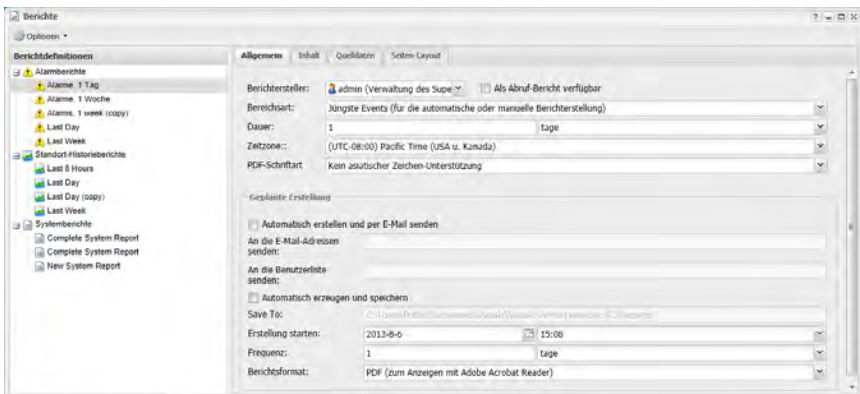 Berichte
Optionen
Berichtdefinitionen
Alarmberichte
Alarme, 1 Tag
Alarme, 1 Woche
Alarms, 1 week (copy)
Last Day
Last Week
Standort-Historieberichte
Last 8 Hours
Last Day
Last Day (copy)
Last Week
Systemberichte
Complete System Report
Complete System Report
New System Report
Allgemein Inhalt Quelldaten Seiten-Layout
Berichtersteller: admin (Verwaltung des Supe Als Abruf-Bericht verfügbar
Bereichsart: Jüngste Events (für die automatische oder manuelle Berichterstellung)
Dauer: 1 tage
Zeitzone:: (UTC-08:00) Pacific Time (USA u. Kanada)
PDF-Schriftart Kein asiatischer Zeichen-Unterstützung
Geplante Erstellung
Automatisch erstellen und per E-Mail senden
An die E-Mail-Adressen
senden:
An die Benutzerliste
senden:
Automatisch erzeugen und speichern
Save To:
Erstellung starten: 2013-8-6 15:08
Frequenz: 1 tage
Berichtsformat: PDF (zum Anzeigen mit Adobe Acrobat Reader)